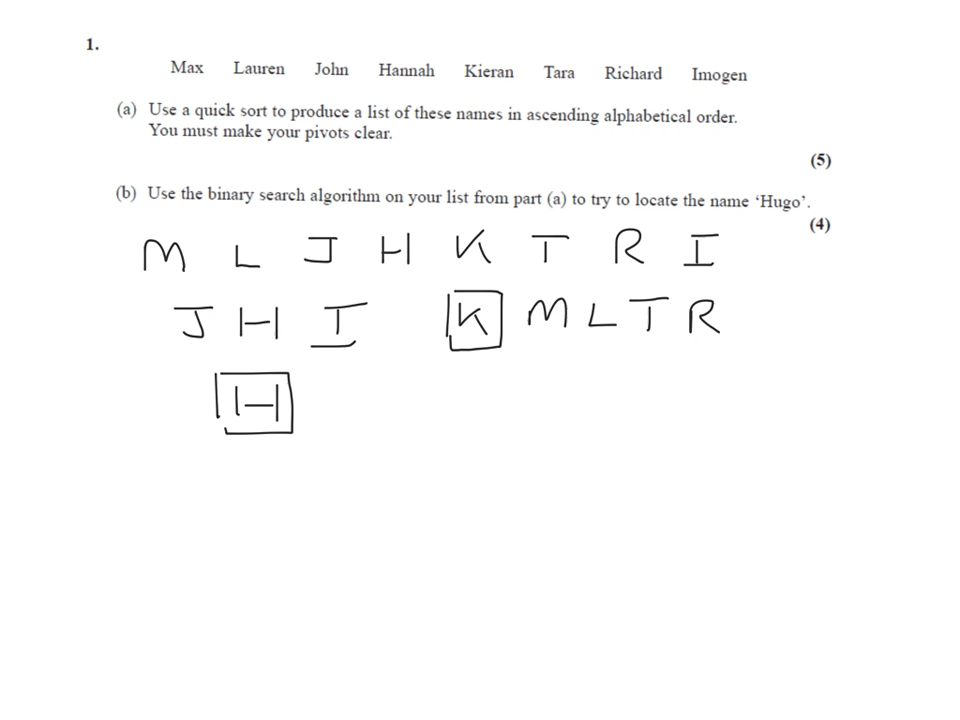 1.
Max Lauren John Hannah Kieran Tara Richard Imogen
(a) Use a quick sort to produce a list of these names in ascending alphabetical order.
You must make your pivots clear.
(5)
(b) Use the binary search algorithm on your list from part (a) to try to locate the name ‘Hugo’.
(4)
M L J H K T R I
J H I K M L T R
H